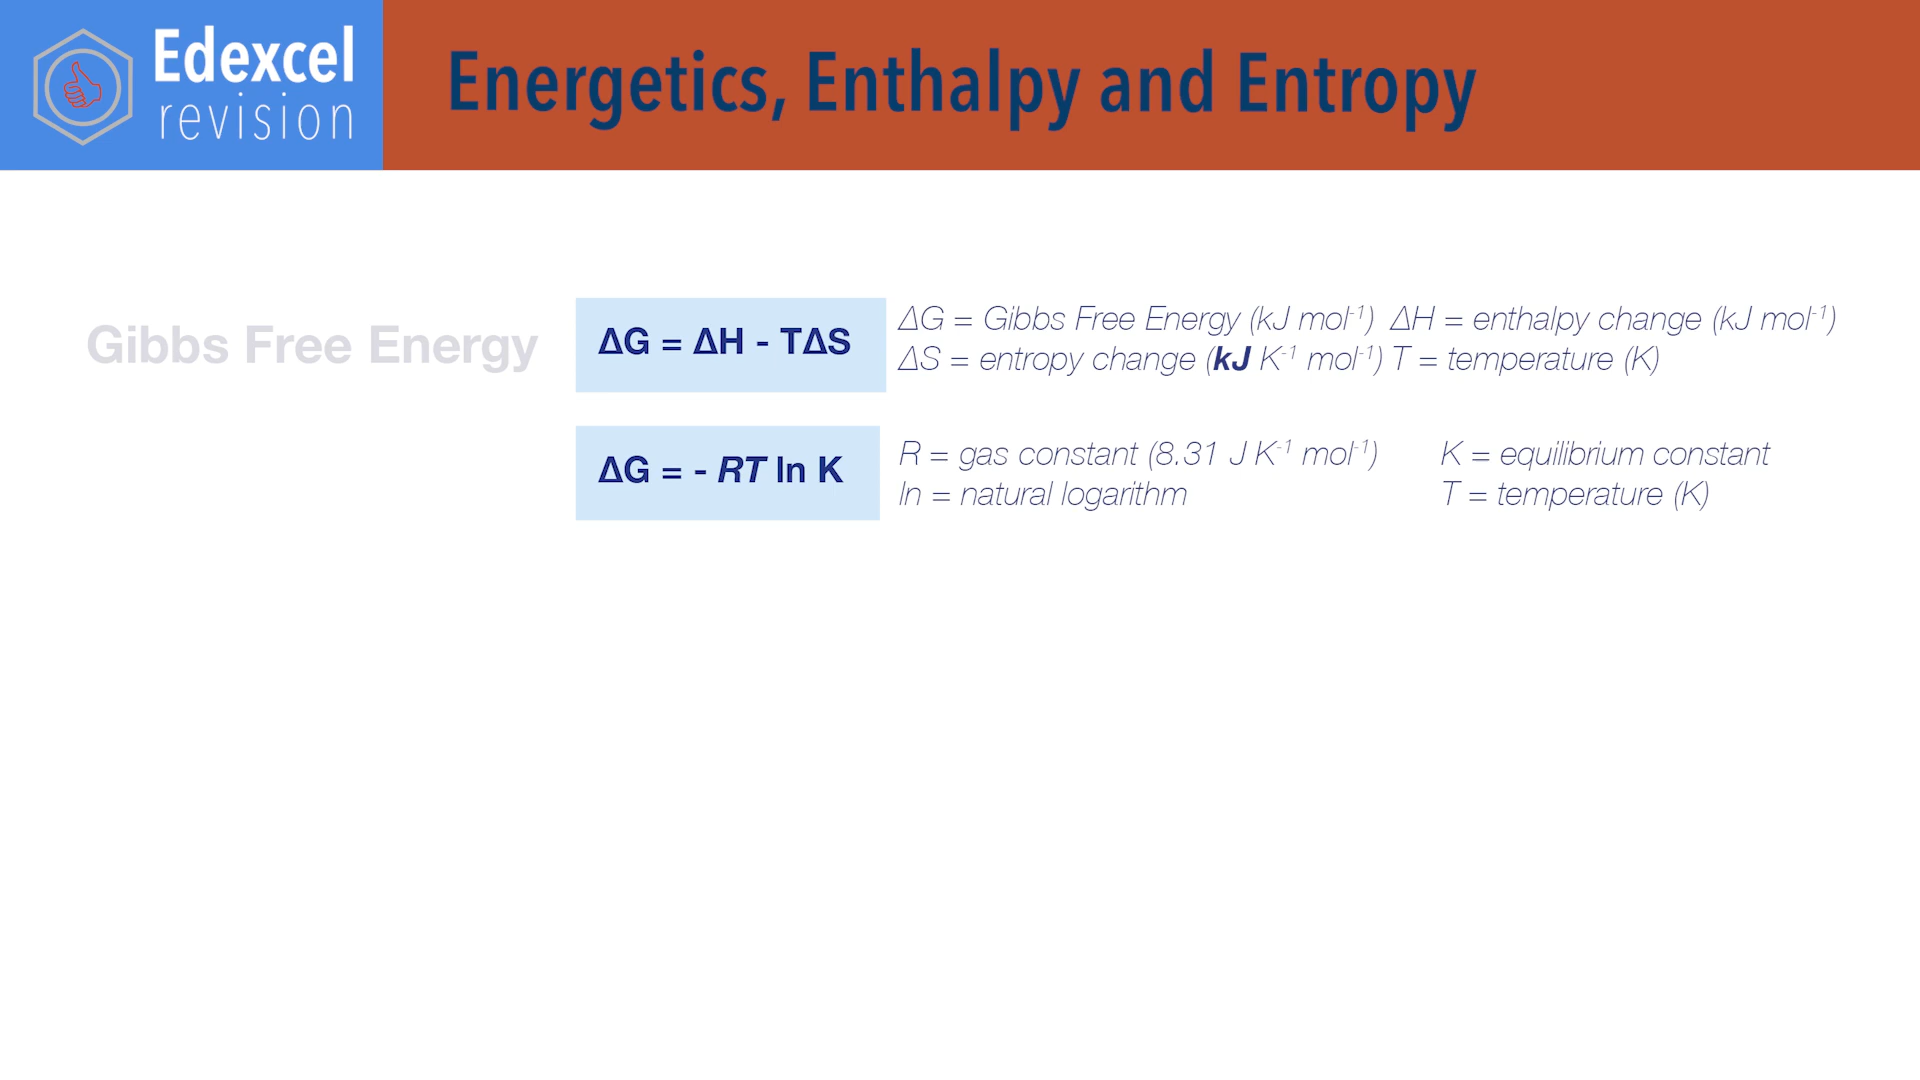 Edexcel
revision
Energetics, Enthalpy and Entropy
Gibbs Free Energy
ΔG = ΔH - TΔS
ΔG = Gibbs Free Energy (kJ mol⁻¹) ΔH = enthalpy change (kJ mol⁻¹)
ΔS = entropy change (kJ K⁻¹ mol⁻¹) T = temperature (K)
ΔG = - RT ln K
R = gas constant (8.31 J K⁻¹ mol⁻¹) K = equilibrium constant
ln = natural logarithm T = temperature (K)